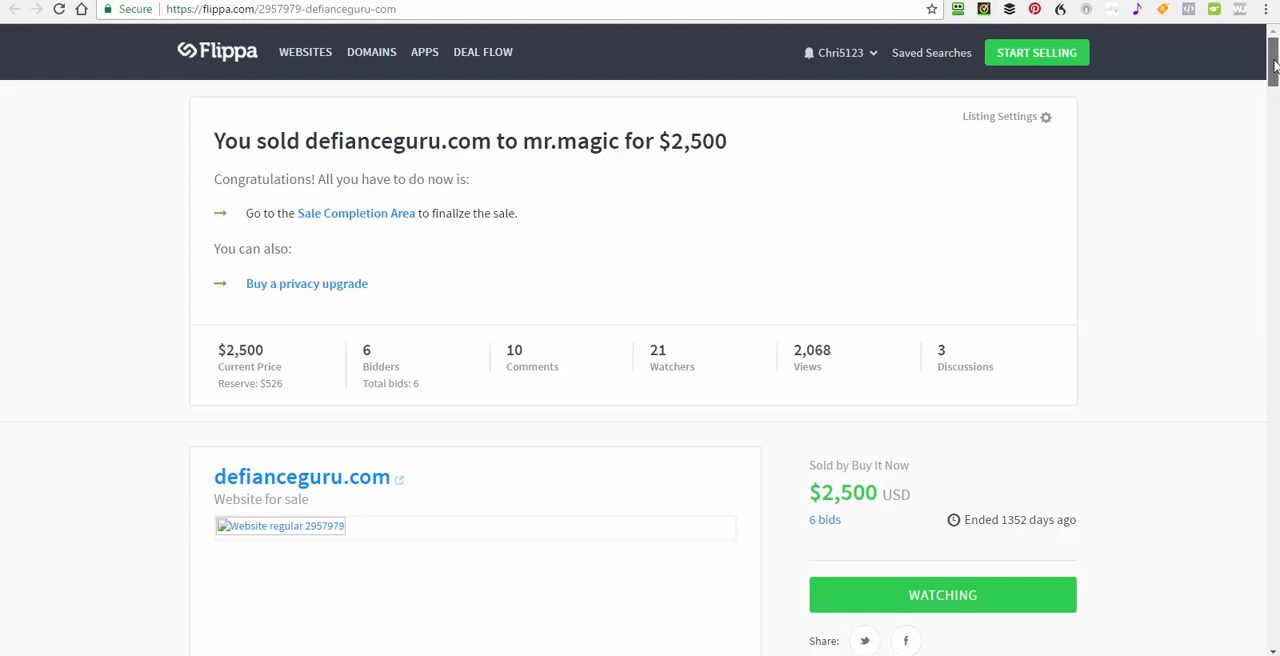 Secure https://flippa.com/2957979-defianceguru-com
Flippa WEBSITES DOMAINS APPS DEAL FLOW Chri5123 Saved Searches START SELLING
Listing Settings
You sold defianceguru.com to mr.magic for $2,500
Congratulations! All you have to do now is:
→ Go to the Sale Completion Area to finalize the sale.
You can also:
→ Buy a privacy upgrade
$2,500 6 10 21 2,068 3
Current Price Bidders Comments Watchers Views Discussions
Reserve: $526 Total bids: 6
defianceguru.com
Website for sale
Website regular 2957979
Sold by Buy It Now
$2,500 USD
6 bids Ended 1352 days ago
WATCHING
Share: